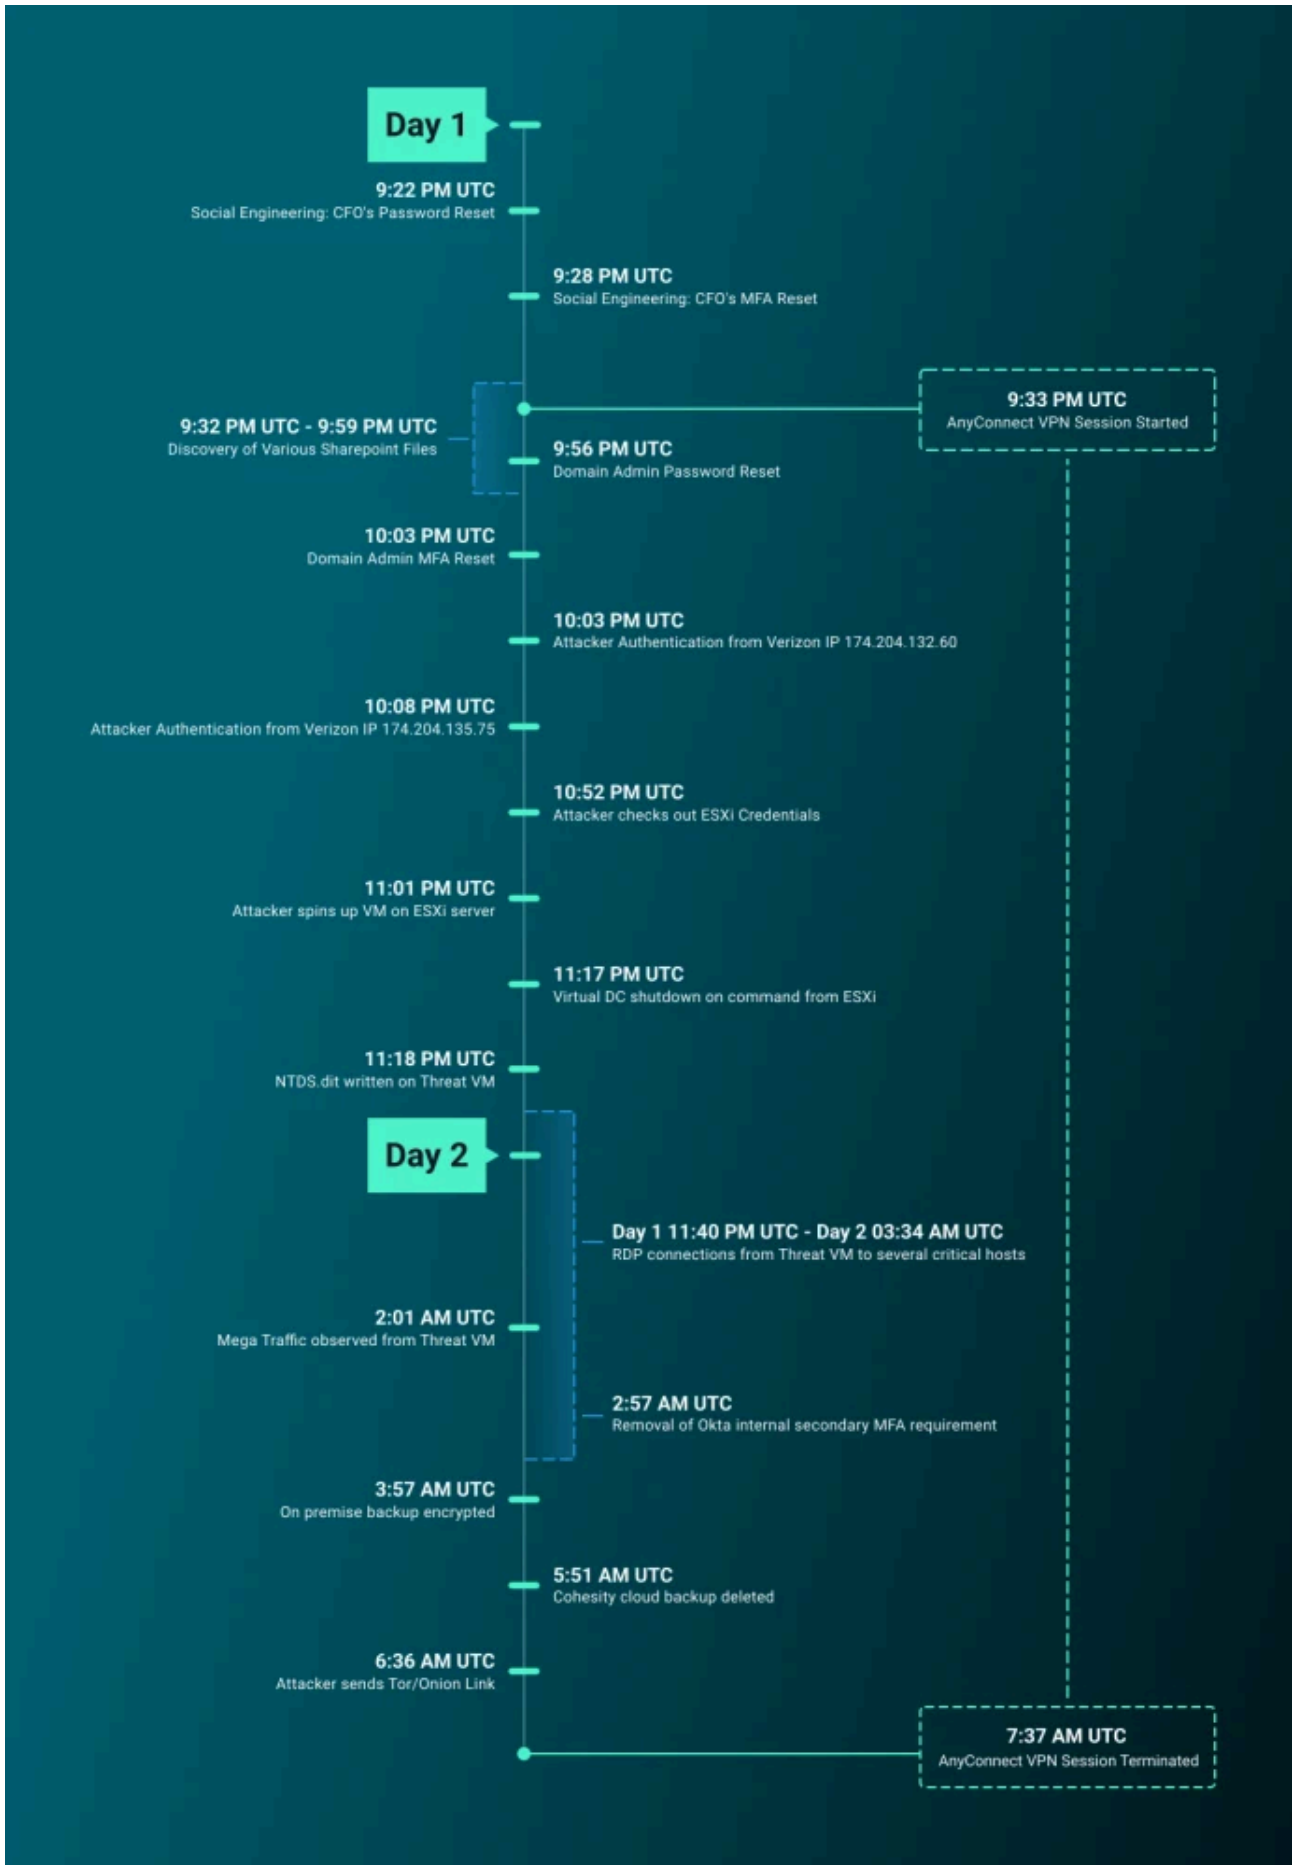 Day 1
9:22 PM UTC
Social Engineering: CFO's Password Reset
9:28 PM UTC
Social Engineering: CFO's MFA Reset
9:33 PM UTC
AnyConnect VPN Session Started
9:32 PM UTC - 9:59 PM UTC
Discovery of Various Sharepoint Files
9:56 PM UTC
Domain Admin Password Reset
10:03 PM UTC
Domain Admin MFA Reset
10:03 PM UTC
Attacker Authentication from Verizon IP 174.204.132.60
10:08 PM UTC
Attacker Authentication from Verizon IP 174.204.135.75
10:52 PM UTC
Attacker checks out ESXi Credentials
11:01 PM UTC
Attacker spins up VM on ESXi server
11:17 PM UTC
Virtual DC shutdown on command from ESXi
11:18 PM UTC
NTDS.dit written on Threat VM
Day 2
Day 1 11:40 PM UTC - Day 2 03:34 AM UTC
RDP connections from Threat VM to several critical hosts
2:01 AM UTC
Mega Traffic observed from Threat VM
2:57 AM UTC
Removal of Okta internal secondary MFA requirement
3:57 AM UTC
On premise backup encrypted
5:51 AM UTC
Cohesity cloud backup deleted
6:36 AM UTC
Attacker sends Tor/Onion Link
7:37 AM UTC
AnyConnect VPN Session Terminated